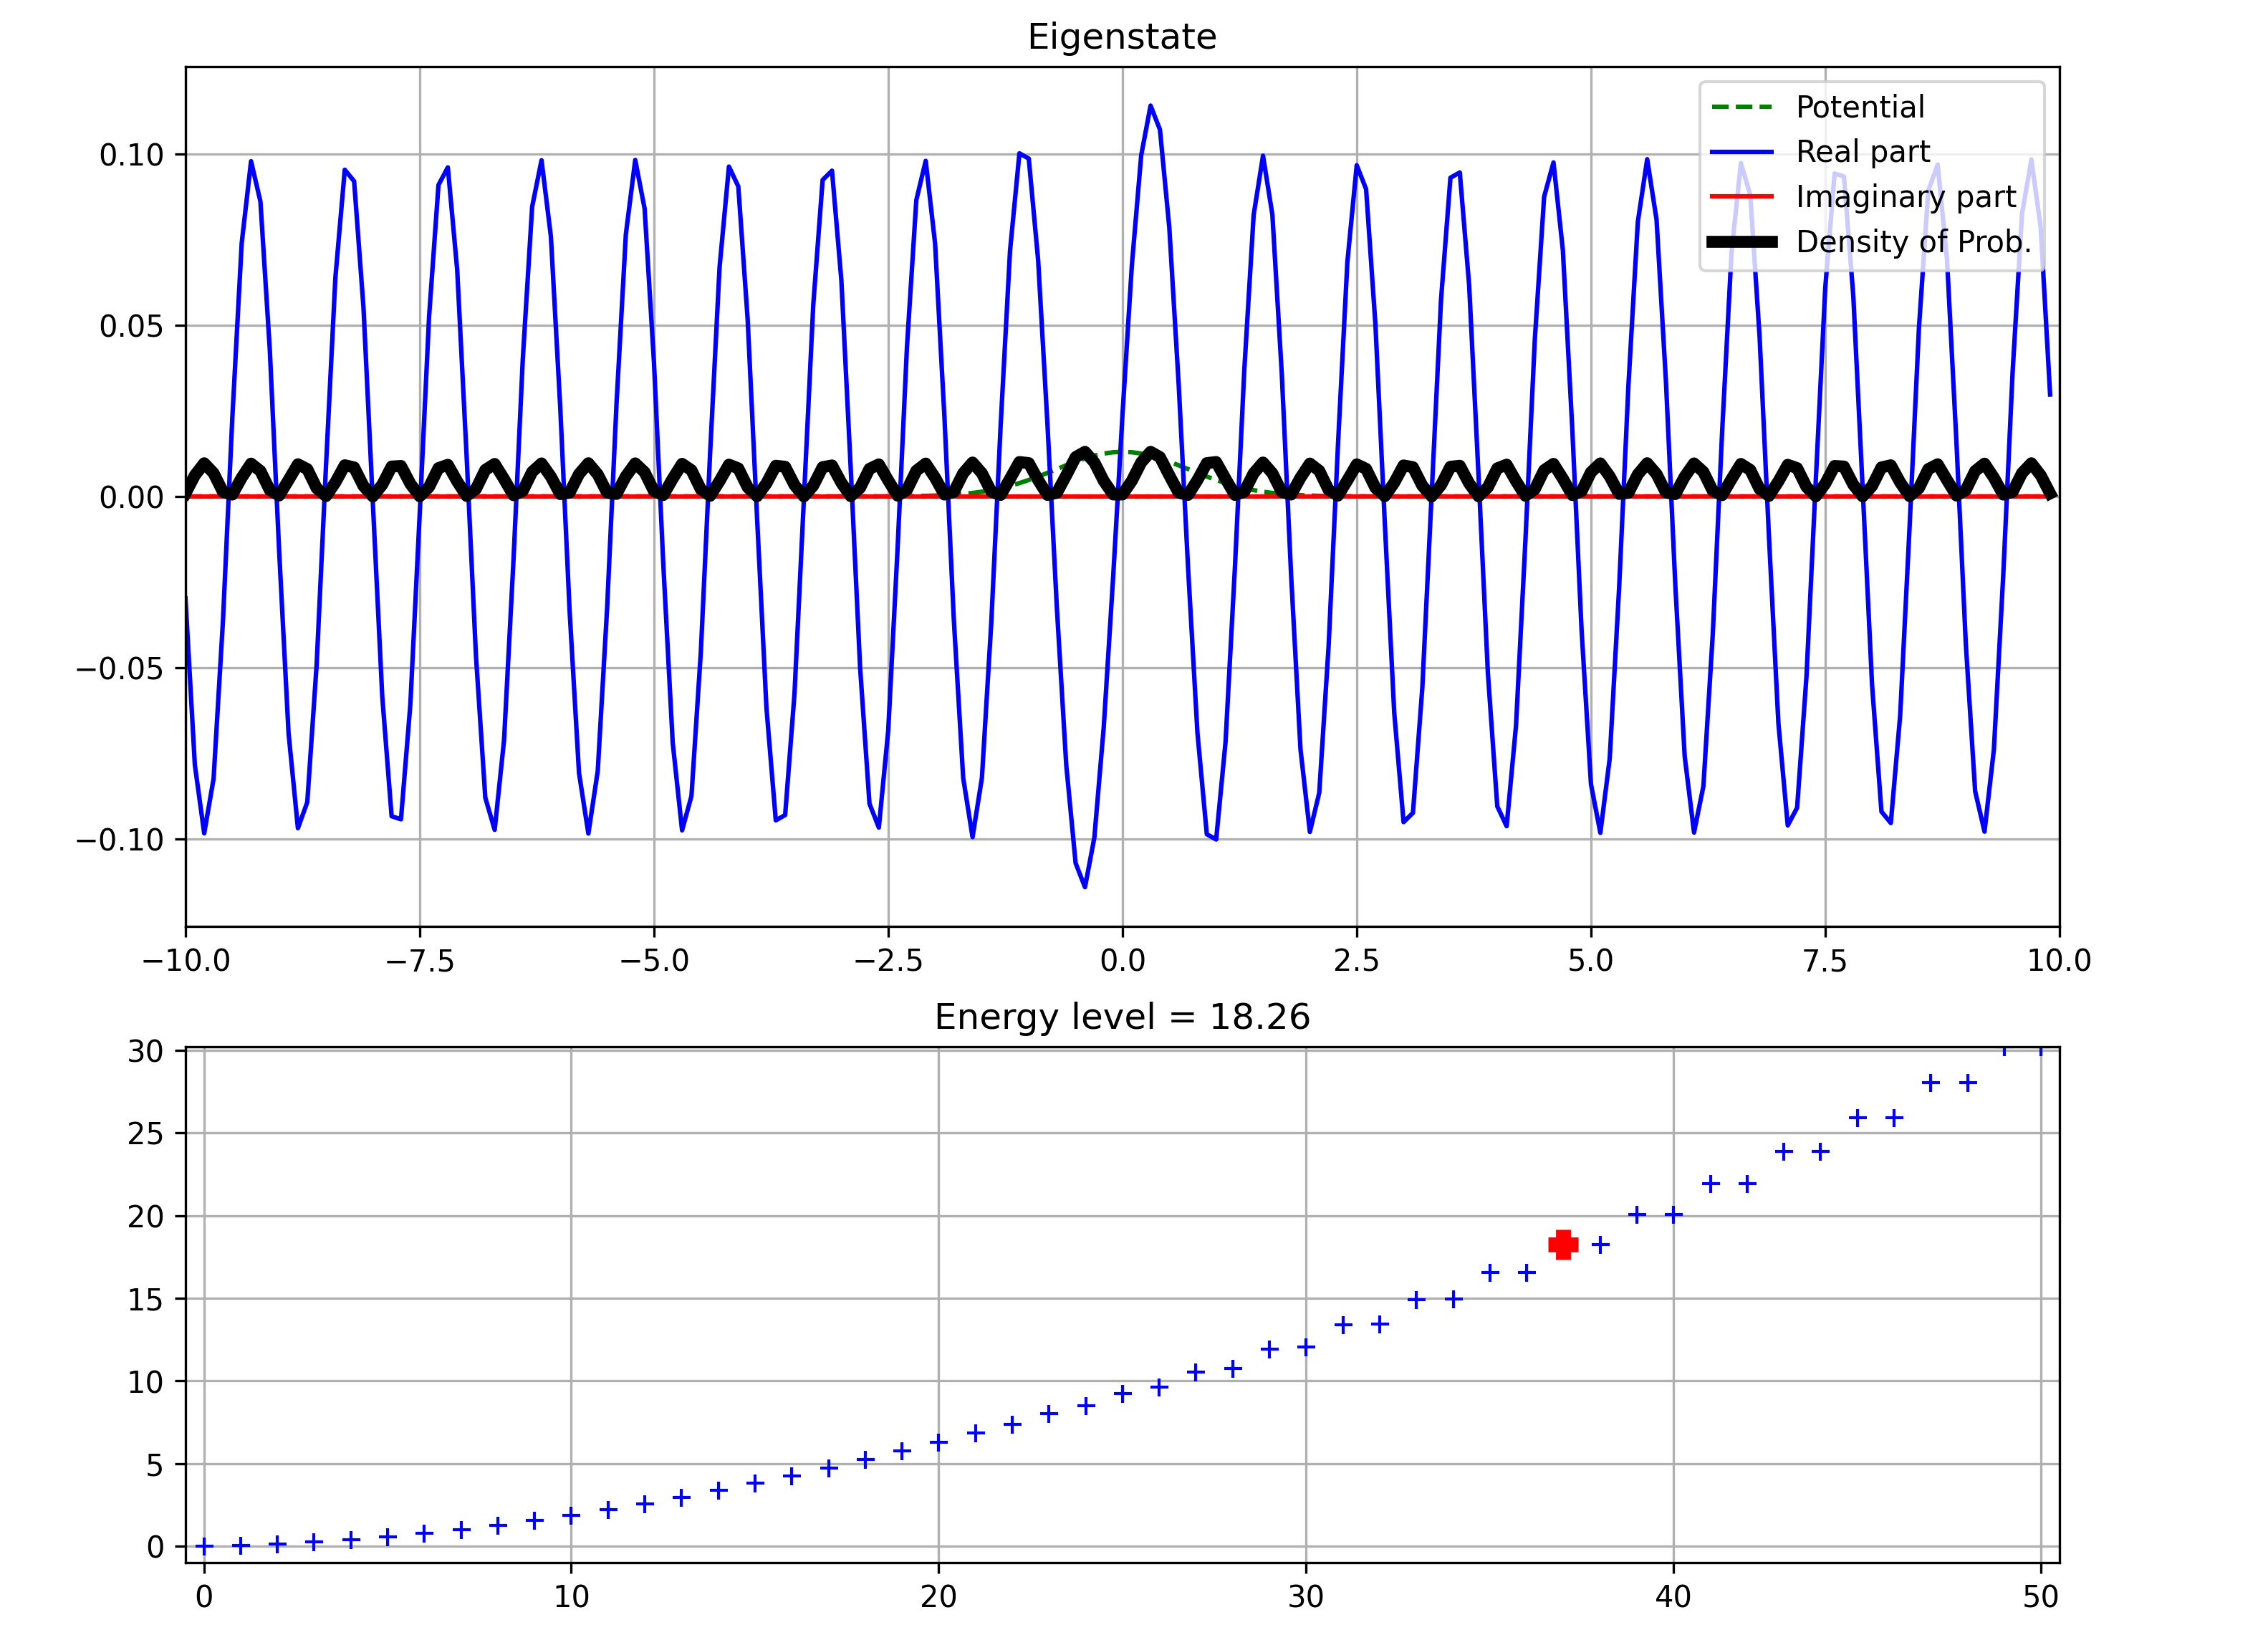 Eigenstate
Potential
Real part
Imaginary part
Density of Prob.
0.10
0.05
0.00
−0.05
−0.10
−10.0 −7.5 −5.0 −2.5 0.0 2.5 5.0 7.5 10.0
Energy level = 18.26
30
25
20
15
10
5
0
0 10 20 30 40 50